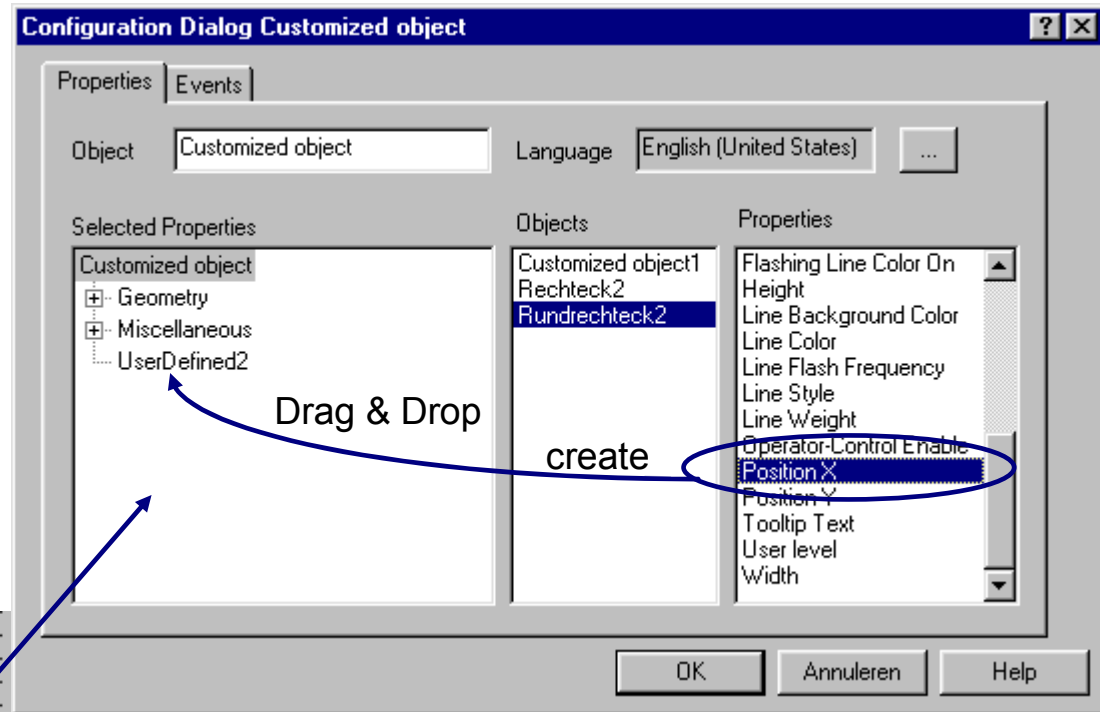 Configuration Dialog Customized object
Properties
Events
Object
Customized object
Language
English (United States)
...
Selected Properties
Customized object
Geometry
Miscellaneous
UserDefined2
Objects
Customized object1
Rechteck2
Rundrechteck2
Properties
Flashing Line Color On
Height
Line Background Color
Line Color
Line Flash Frequency
Line Style
Line Weight
Operator-Control Enable
Position X
Position Y
Tooltip Text
User level
Width
Drag & Drop
create
OK
Annuleren
Help